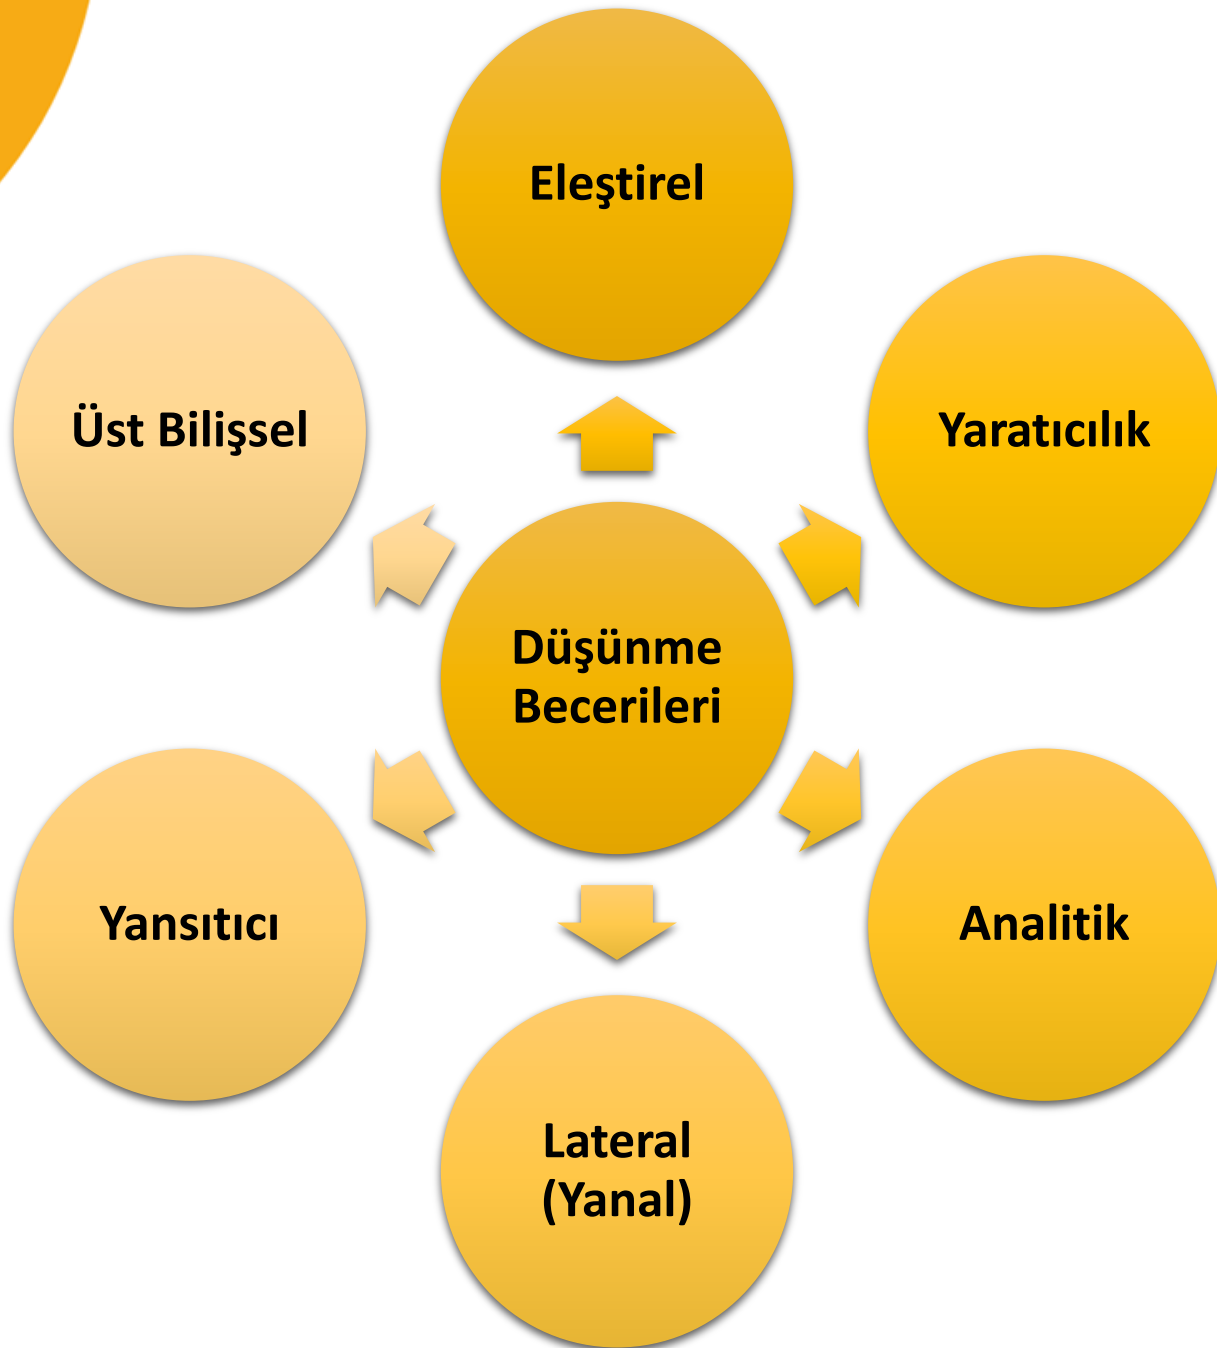 Eleştirel
Üst Bilişsel
Yaratıcılık
Düşünme
Becerileri
Yansıtıcı
Analitik
Lateral
(Yanal)